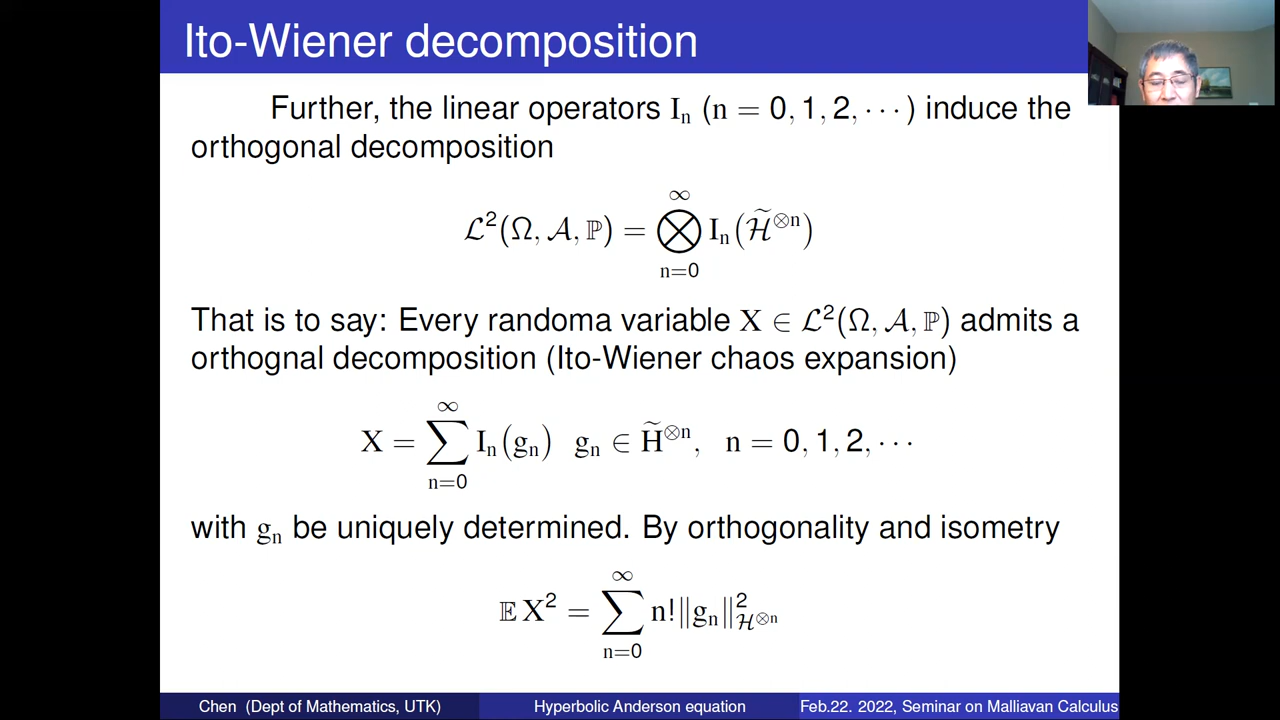 Ito-Wiener decomposition
Further, the linear operators Iₙ (n = 0, 1, 2, ⋯) induce the
orthogonal decomposition
ℒ²(Ω, 𝒜, ℙ) = ⨂_{n=0}^{∞} Iₙ(ℋ̃^{⊗n})
That is to say: Every randoma variable X ∈ ℒ²(Ω, 𝒜, ℙ) admits a
orthognal decomposition (Ito-Wiener chaos expansion)
X = ∑_{n=0}^{∞} Iₙ(gₙ) gₙ ∈ H̃^{⊗n}, n = 0, 1, 2, ⋯
with gₙ be uniquely determined. By orthogonality and isometry
𝔼 X² = ∑_{n=0}^{∞} n!‖gₙ‖²_{ℋ^{⊗n}}
Chen (Dept of Mathematics, UTK) Hyperbolic Anderson equation Feb.22. 2022, Seminar on Malliavan Calculus